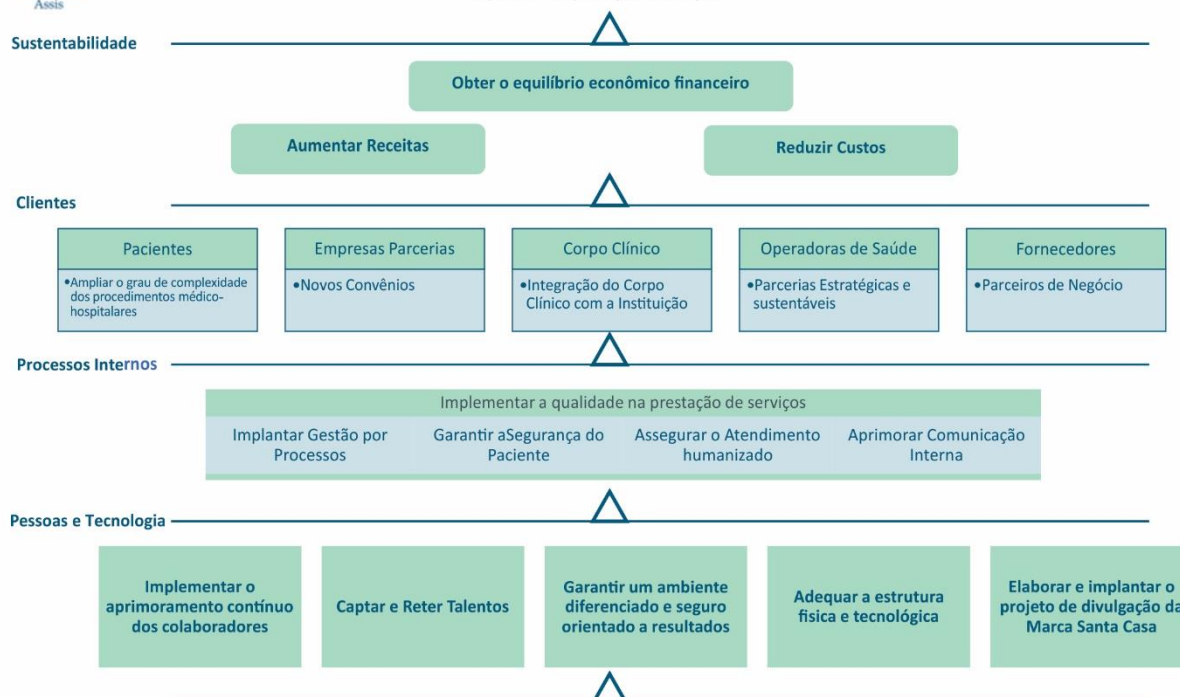 Assis
Sustentabilidade
Obter o equilíbrio econômico financeiro
Aumentar Receitas
Reduzir Custos
Clientes
Pacientes
•Ampliar o grau de complexidade
dos procedimentos médico-
hospitalares
Empresas Parcerias
•Novos Convênios
Corpo Clínico
•Integração do Corpo
Clínico com a Instituição
Operadoras de Saúde
•Parcerias Estratégicas e
sustentáveis
Fornecedores
•Parceiros de Negócio
Processos Internos
Implementar a qualidade na prestação de serviços
Implantar Gestão por
Processos
Garantir aSegurança do
Paciente
Assegurar o Atendimento
humanizado
Aprimorar Comunicação
Interna
Pessoas e Tecnologia
Implementar o
aprimoramento contínuo
dos colaboradores
Captar e Reter Talentos
Garantir um ambiente
diferenciado e seguro
orientado a resultados
Adequar a estrutura
fisica e tecnológica
Elaborar e implantar o
projeto de divulgação da
Marca Santa Casa